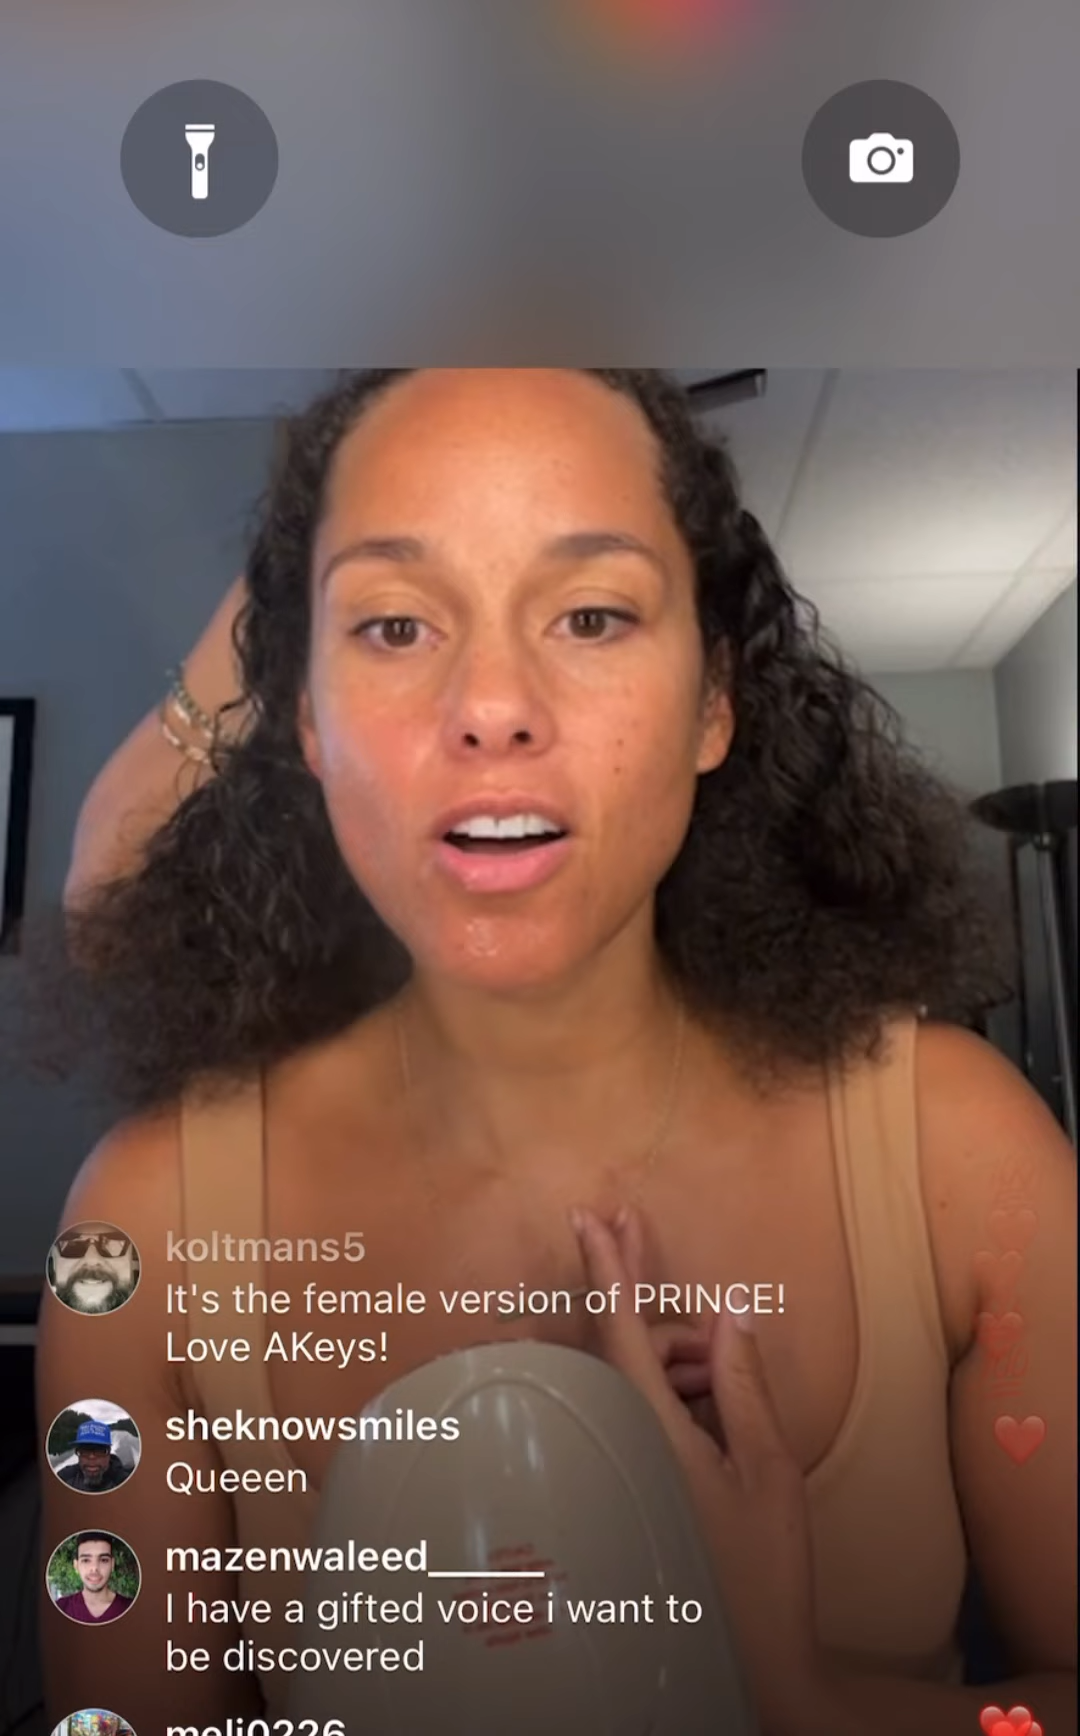 koltmans5
It's the female version of PRINCE!
Love AKeys!
sheknowsmiles
Queeen
mazenwaleed_____
I have a gifted voice i want to
be discovered
meli0226